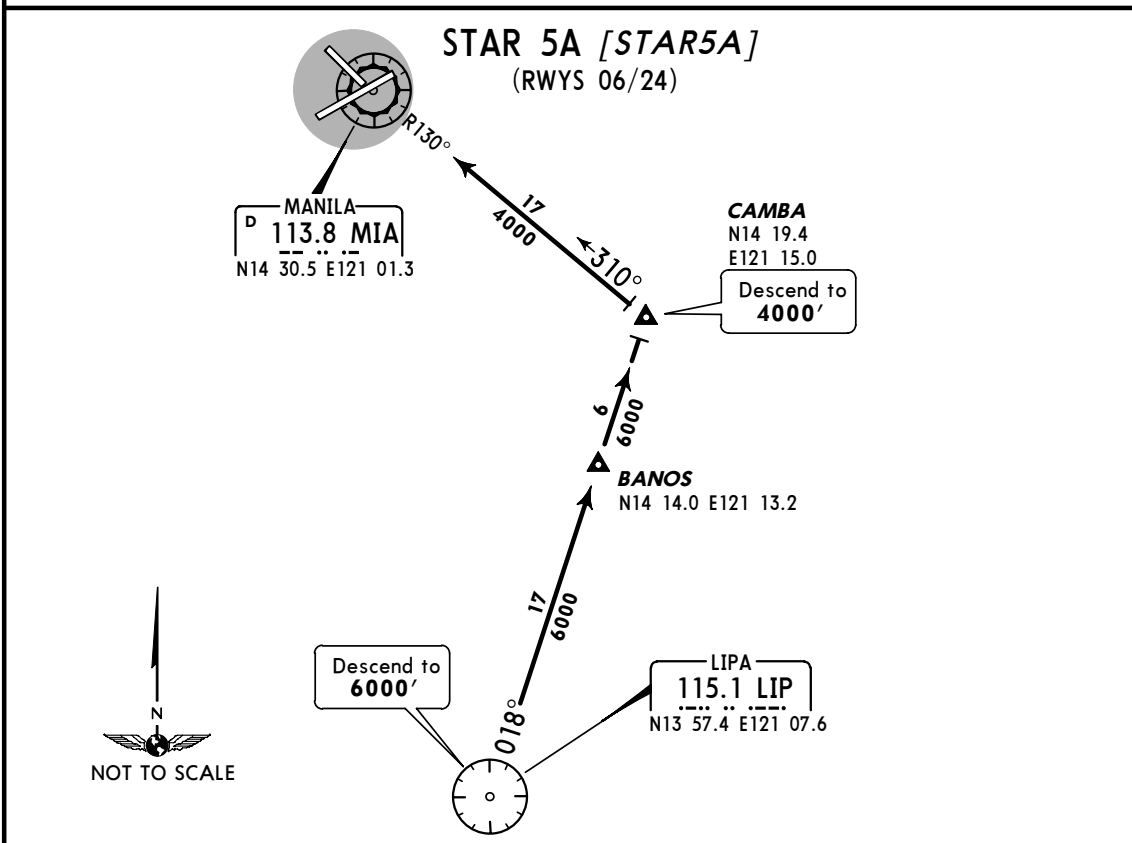 STAR 5A [STAR5A]
(RWYS 06/24)
R130°
MANILA
D 113.8 MIA
N14 30.5 E121 01.3
17
4000
310°
CAMBA
N14 19.4
E121 15.0
Descend to
4000'
6
6000
BANOS
N14 14.0 E121 13.2
17
6000
Descend to
6000'
018°
LIPA
115.1 LIP
N13 57.4 E121 07.6
N
NOT TO SCALE